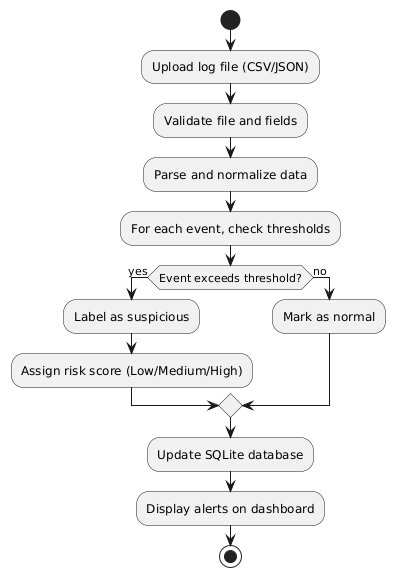 Upload log file (CSV/JSON)
Validate file and fields
Parse and normalize data
For each event, check thresholds
Event exceeds threshold?
yes
no
Label as suspicious
Mark as normal
Assign risk score (Low/Medium/High)
Update SQLite database
Display alerts on dashboard